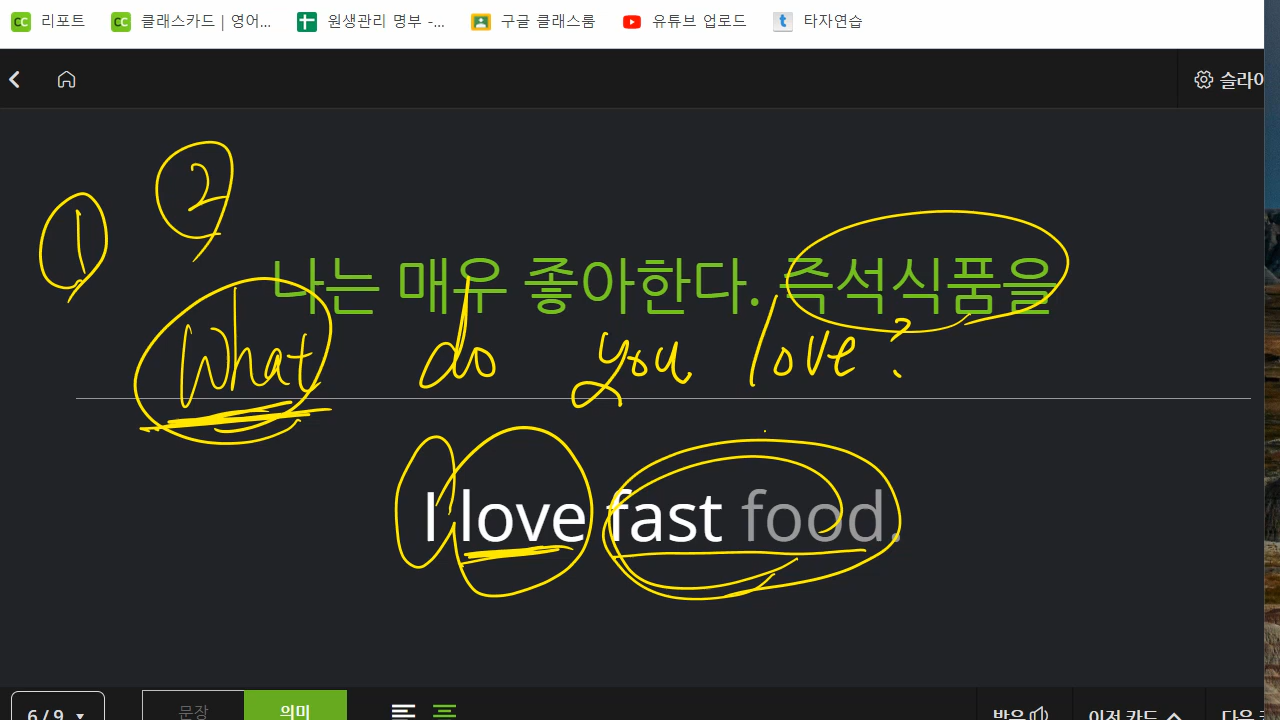 리포트 클래스카드 | 영어... 원생관리 명부 -... 구글 클래스룸 유튜브 업로드 t 타자연습
슬라이
① ②
나는 매우 좋아한다. 즉석식품을
What do you love?
I love fast food.
6 / 9 문장 의미 발음 이전 카드 다음